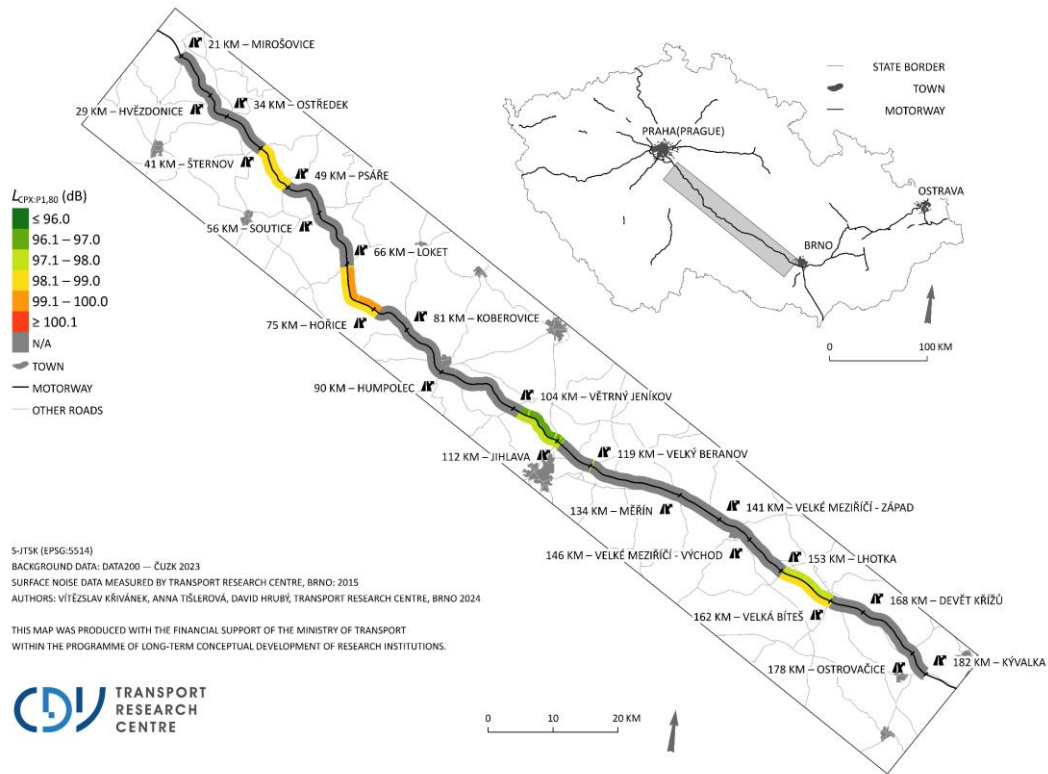 21 KM – MIROŠOVICE
29 KM – HVĚZDONICE
34 KM – OSTŘEDEK
41 KM – ŠTERNOV
49 KM – PSÁŘE
56 KM – SOUTICE
66 KM – LOKET
75 KM – HOŘICE
81 KM – KOBEROVICE
90 KM – HUMPOLEC
104 KM – VĚTRNÝ JENÍKOV
112 KM – JIHLAVA
119 KM – VELKÝ BERANOV
134 KM – MĚŘÍN
141 KM – VELKÉ MEZIŘÍČÍ - ZÁPAD
146 KM – VELKÉ MEZIŘÍČÍ - VÝCHOD
153 KM – LHOTKA
162 KM – VELKÁ BÍTEŠ
168 KM – DEVĚT KŘÍŽŮ
178 KM – OSTROVAČICE
182 KM – KÝVALKA
STATE BORDER
TOWN
MOTORWAY
PRAHA(PRAGUE)
OSTRAVA
BRNO
0 100 KM
LCPX:P1,80 (dB)
≤ 96.0
96.1 – 97.0
97.1 – 98.0
98.1 – 99.0
99.1 – 100.0
≥ 100.1
N/A
TOWN
MOTORWAY
OTHER ROADS
S-JTSK (EPSG:5514)
BACKGROUND DATA: DATA200 — ČUZK 2023
SURFACE NOISE DATA MEASURED BY TRANSPORT RESEARCH CENTRE, BRNO: 2015
AUTHORS: VÍTĚZSLAV KŘIVÁNEK, ANNA TIŠLEROVÁ, DAVID HRUBÝ, TRANSPORT RESEARCH CENTRE, BRNO 2024
THIS MAP WAS PRODUCED WITH THE FINANCIAL SUPPORT OF THE MINISTRY OF TRANSPORT
WITHIN THE PROGRAMME OF LONG-TERM CONCEPTUAL DEVELOPMENT OF RESEARCH INSTITUTIONS.
CDV
TRANSPORT
RESEARCH
CENTRE
0 10 20 KM